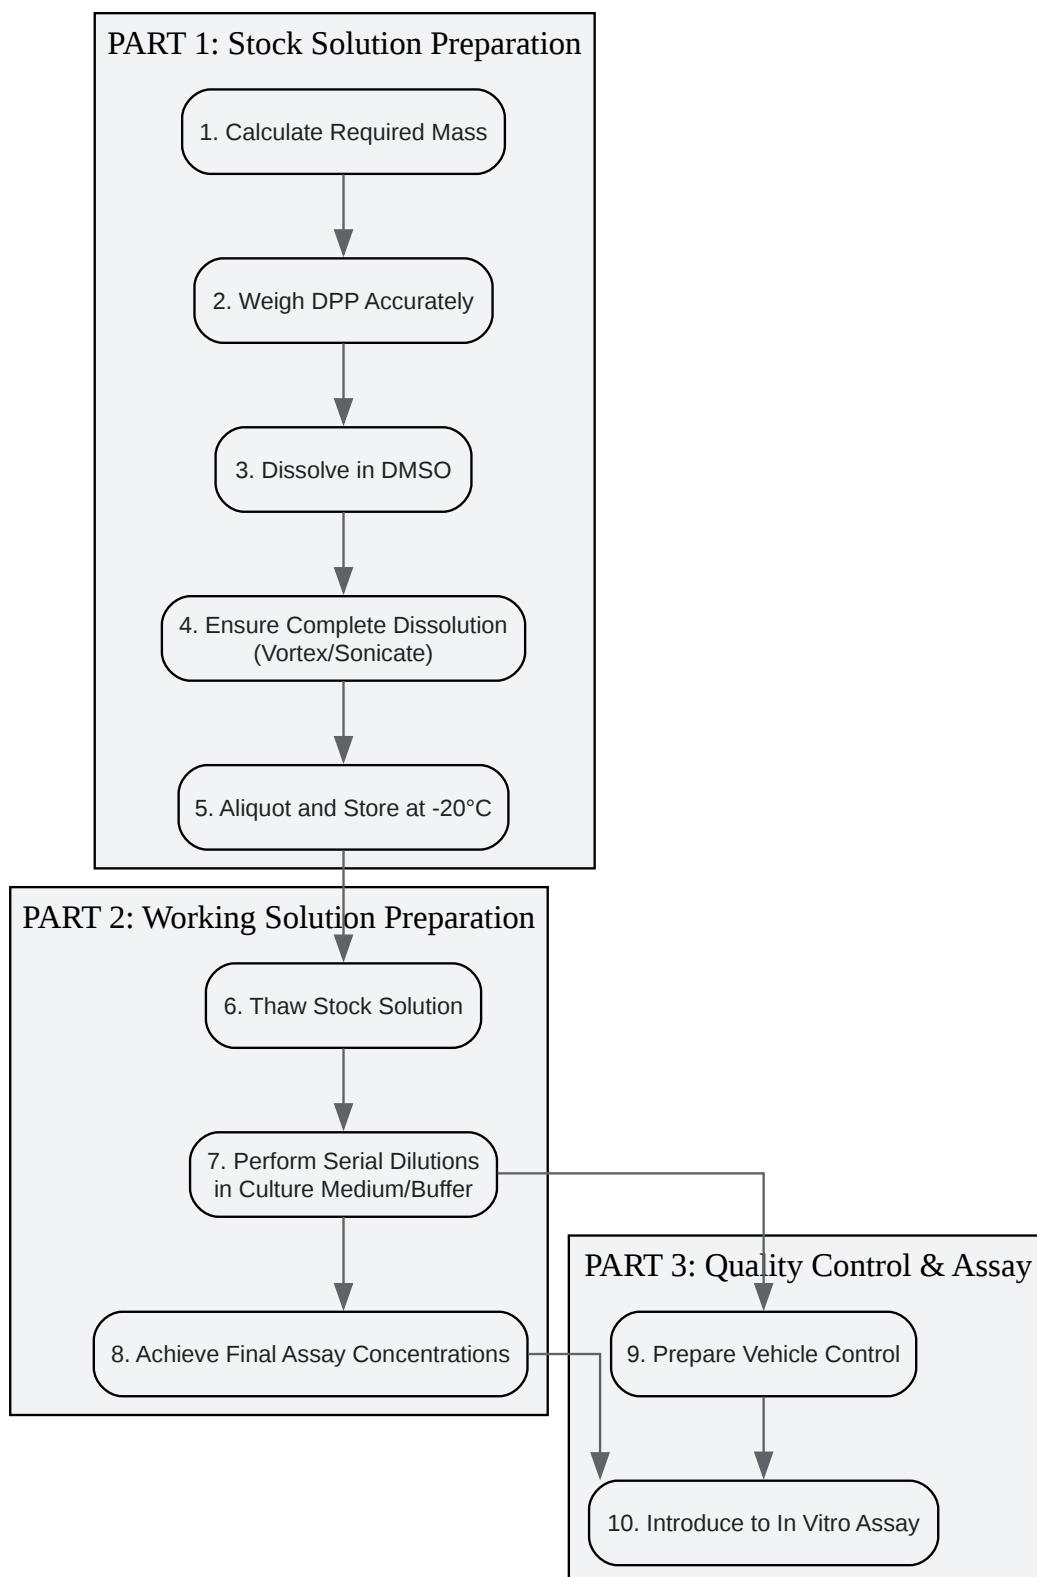 PART 1: Stock Solution Preparation
1. Calculate Required Mass
2. Weigh DPP Accurately
3. Dissolve in DMSO
4. Ensure Complete Dissolution
(Vortex/Sonicate)
5. Aliquot and Store at -20°C
PART 2: Working Solution Preparation
6. Thaw Stock Solution
7. Perform Serial Dilutions
in Culture Medium/Buffer
8. Achieve Final Assay Concentrations
PART 3: Quality Control & Assay
9. Prepare Vehicle Control
10. Introduce to In Vitro Assay